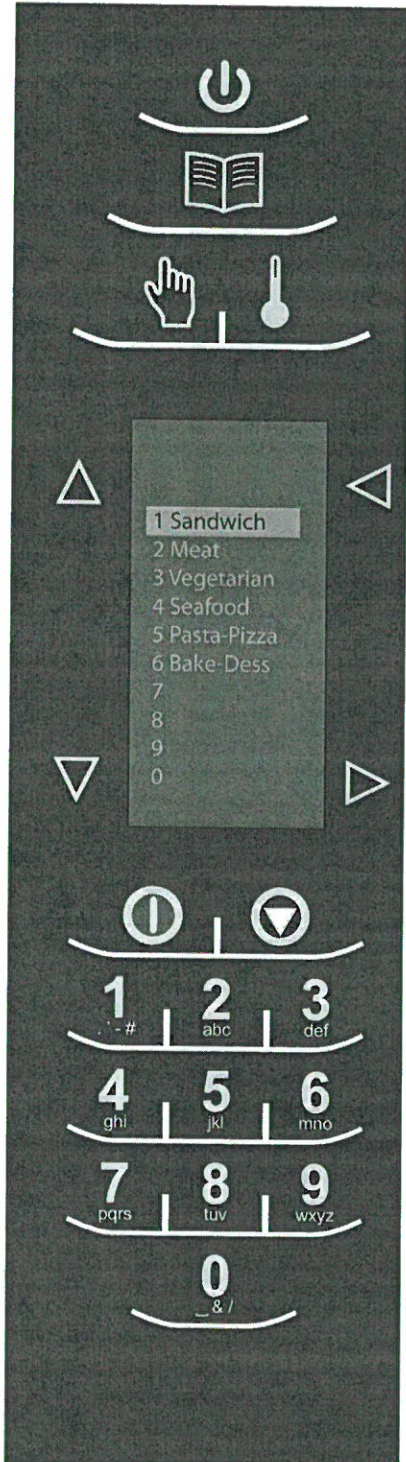 1 Sandwich
2 Meat
3 Vegetarian
4 Seafood
5 Pasta-Pizza
6 Bake-Dess
7
8
9
0
1 2 3
.'-# abc def
4 5 6
ghi jkl mno
7 8 9
pqrs tuv wxyz
0
_&/